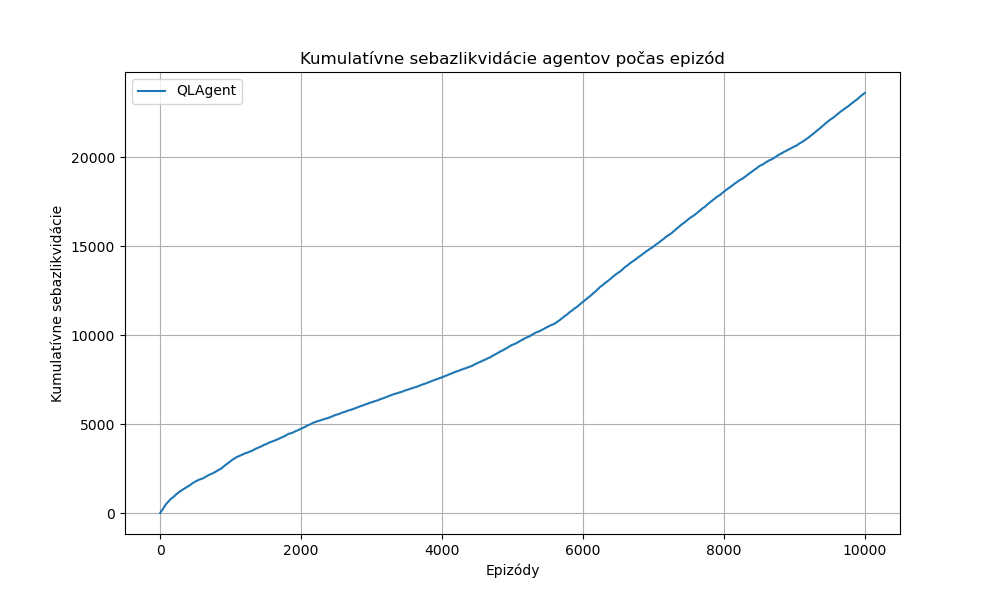 Kumulatívne sebazlikvidácie agentov počas epizód
QLAgent
Kumulatívne sebazlikvidácie
20000
15000
10000
5000
0
0 2000 4000 6000 8000 10000
Epizódy